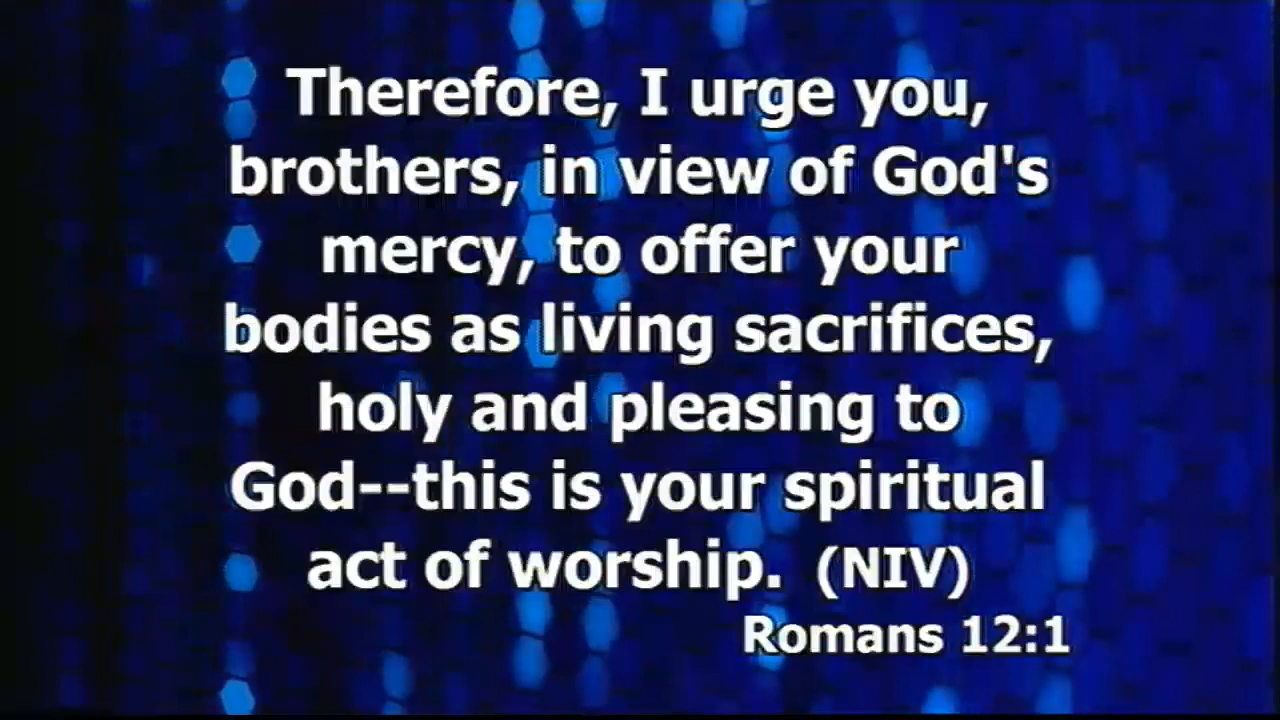 Therefore, I urge you,
brothers, in view of God's
mercy, to offer your
bodies as living sacrifices,
holy and pleasing to
God--this is your spiritual
act of worship. (NIV)
Romans 12:1